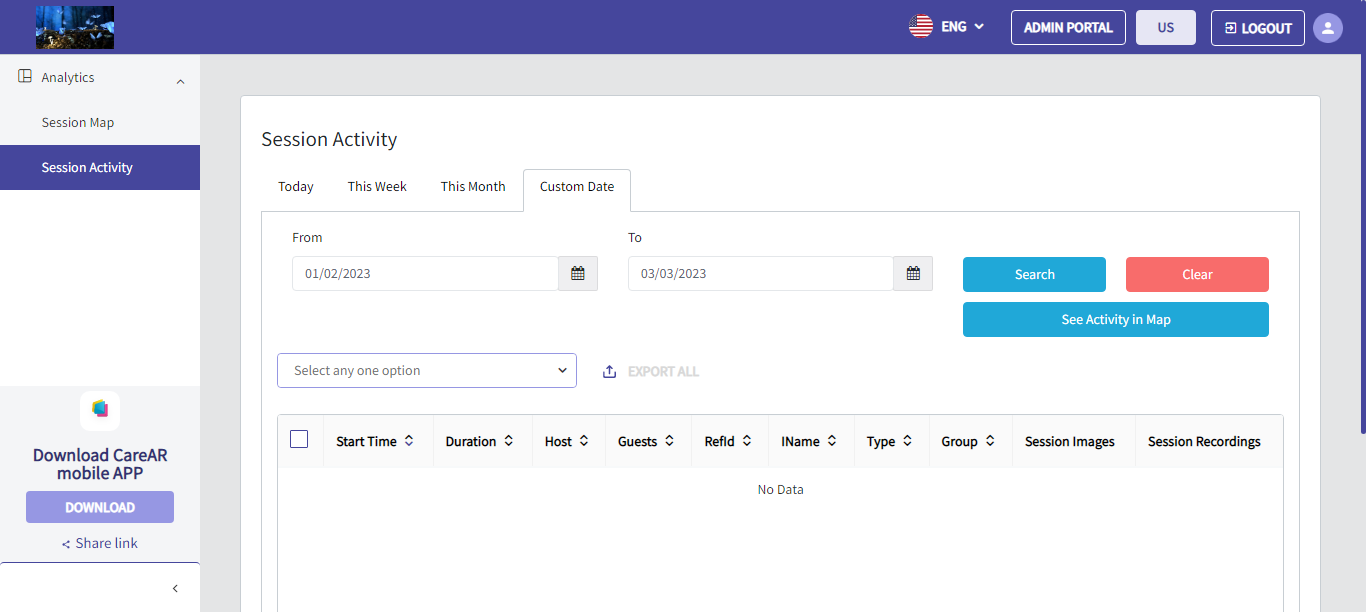 ENG
ADMIN PORTAL
US
LOGOUT
Analytics
Session Map
Session Activity
Session Activity
Today
This Week
This Month
Custom Date
From
To
01/02/2023
03/03/2023
Search
Clear
See Activity in Map
Select any one option
EXPORT ALL
Start Time
Duration
Host
Guests
RefId
IName
Type
Group
Session Images
Session Recordings
No Data
Download CareAR
mobile APP
DOWNLOAD
Share link